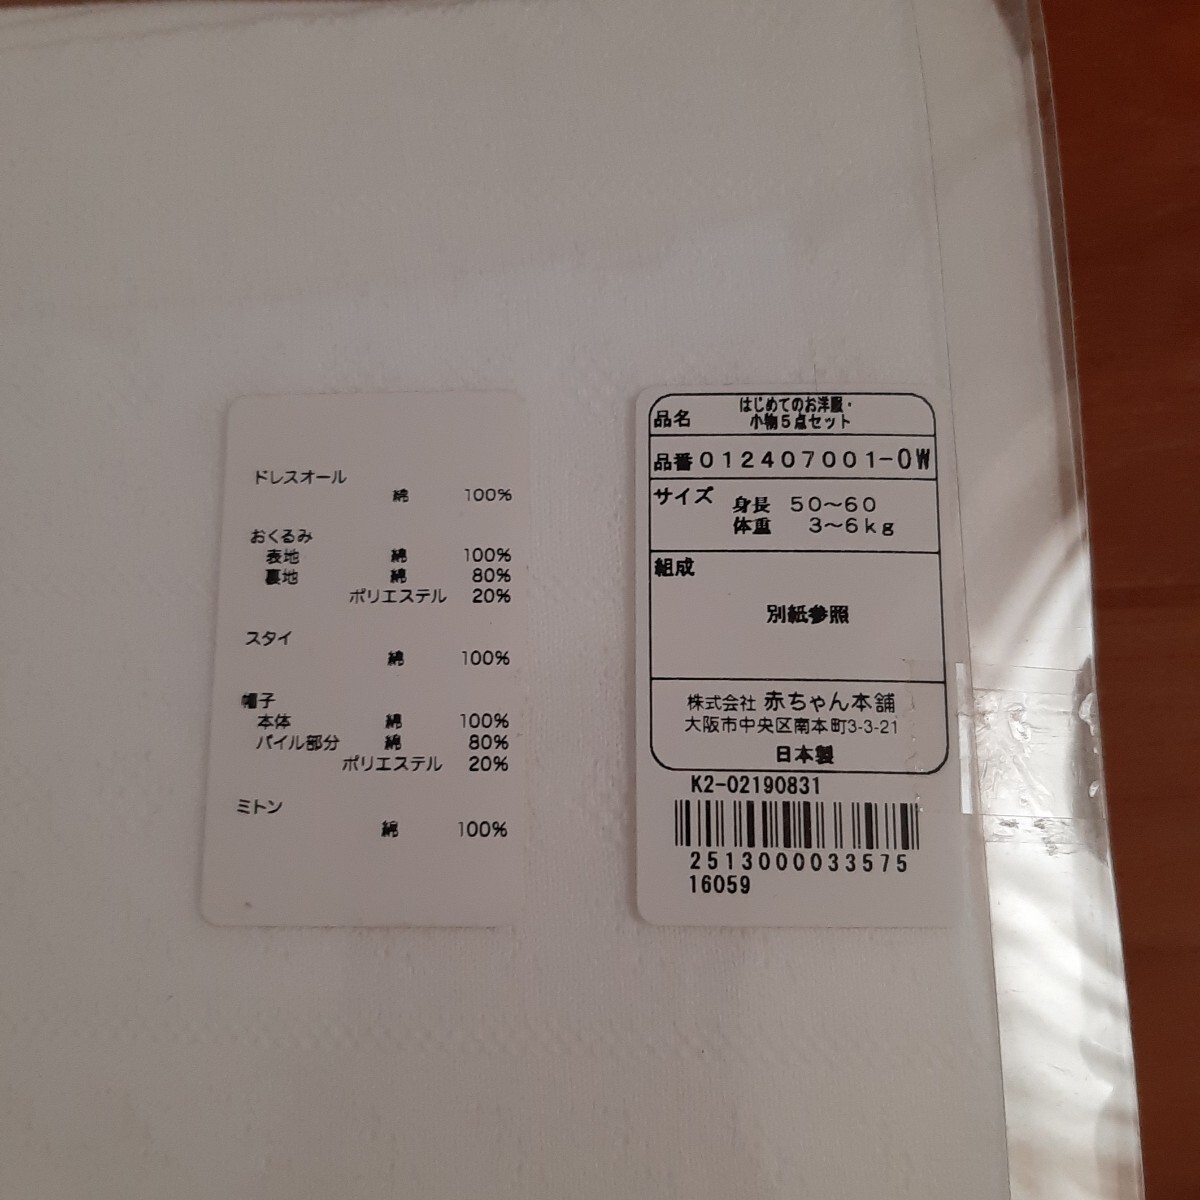 ドレスオール
綿 100%
おくるみ
表地 綿 100%
裏地 綿 80%
ポリエステル 20%
スタイ
綿 100%
帽子
本体 綿 100%
パイル部分 綿 80%
ポリエステル 20%
ミトン
綿 100%
品名 はじめてのお洋服・
小物5点セット
品番 012407001-0W
サイズ 身長 50〜60
体重 3〜6kg
組成
別紙参照
株式会社 赤ちゃん本舗
大阪市中央区南本町3-3-21
日本製
K2-02190831
2513000033575
16059